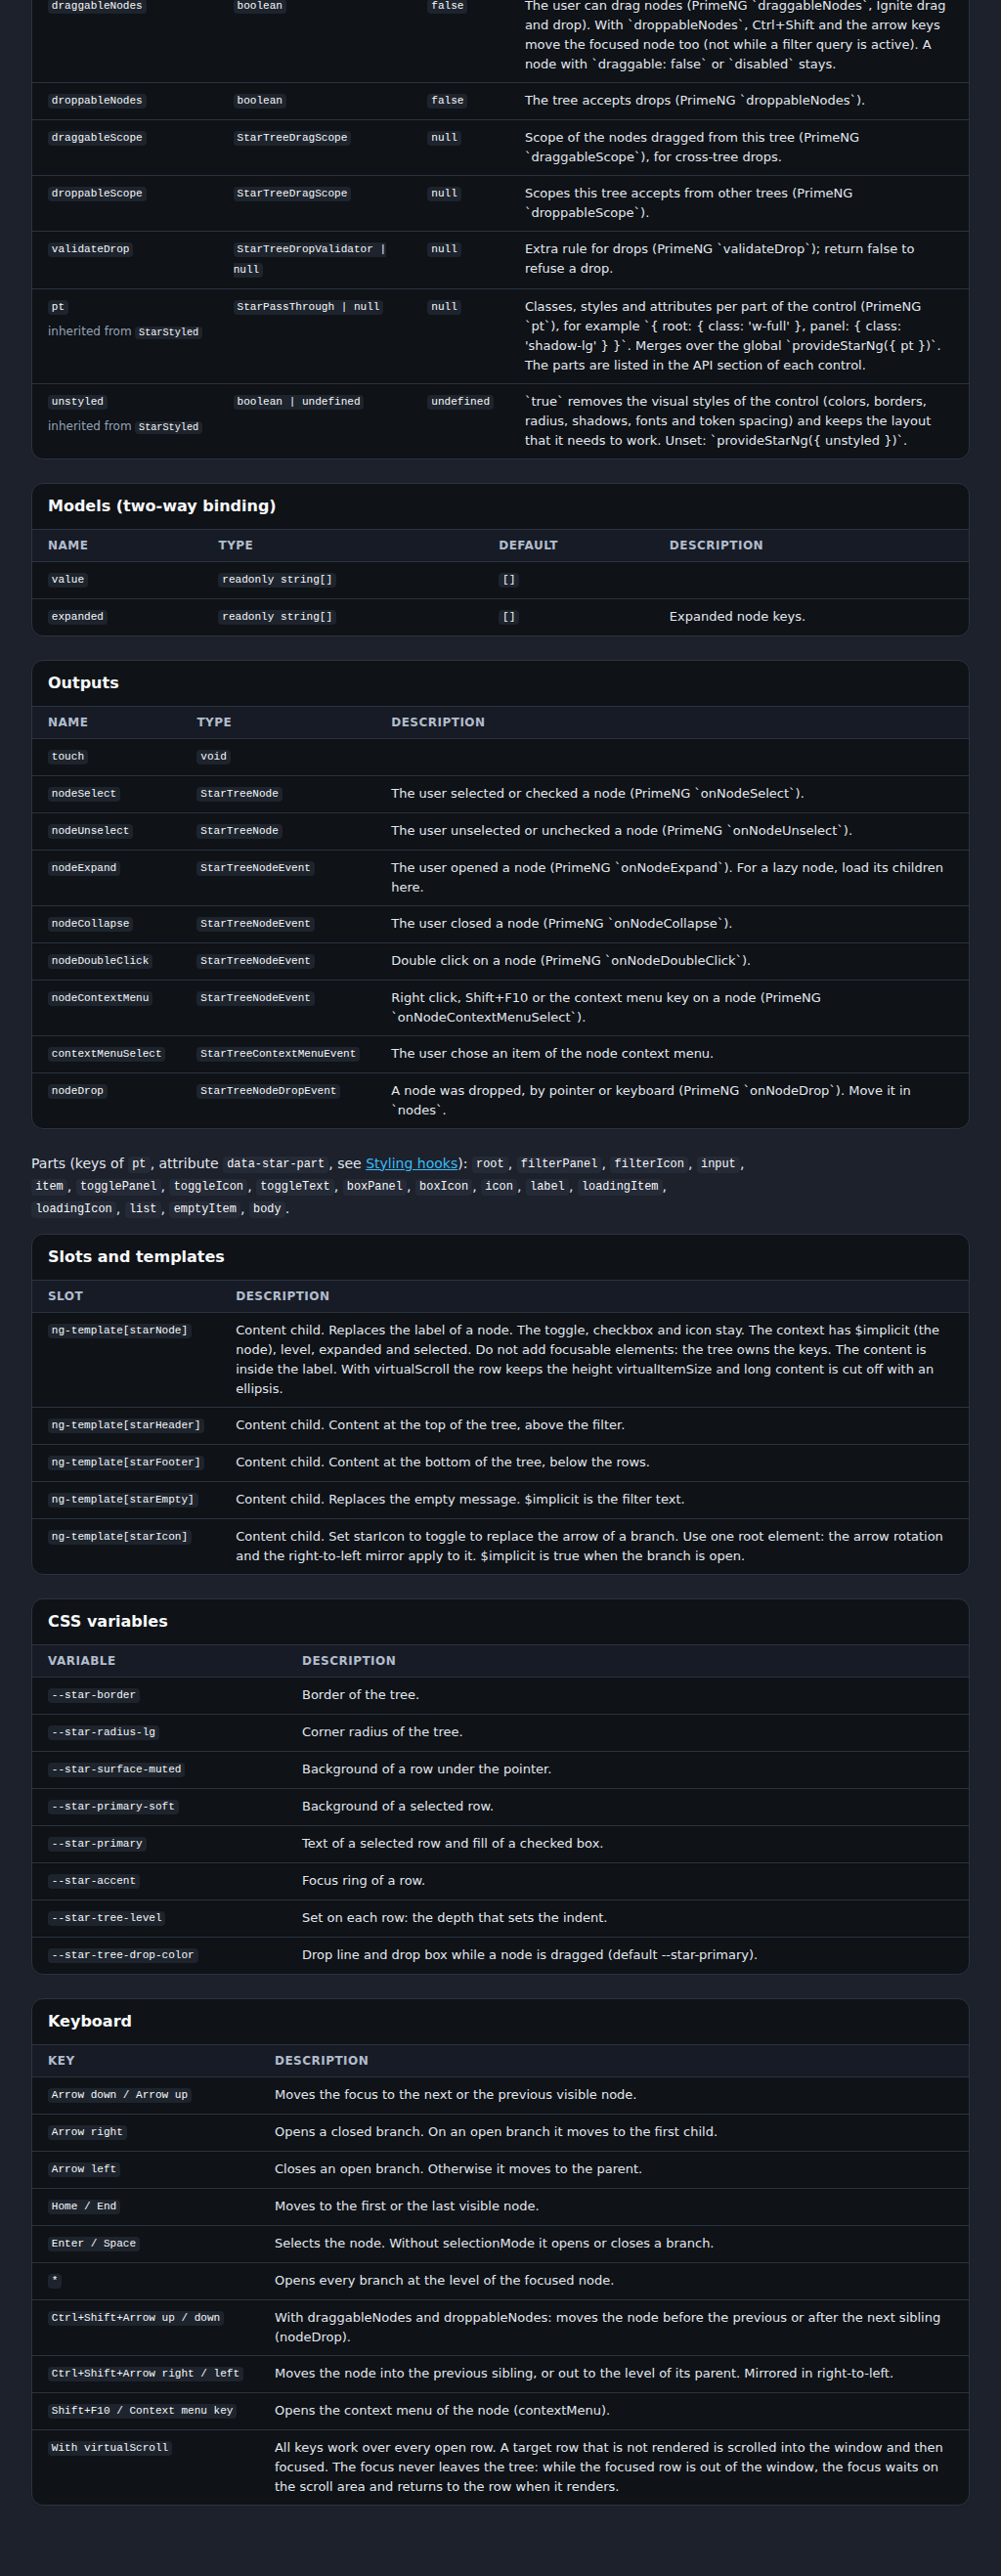 draggableNodes boolean false The user can drag nodes (PrimeNG `draggableNodes`, Ignite drag
and drop). With `droppableNodes`, Ctrl+Shift and the arrow keys
move the focused node too (not while a filter query is active). A
node with `draggable: false` or `disabled` stays.
droppableNodes boolean false The tree accepts drops (PrimeNG `droppableNodes`).
draggableScope StarTreeDragScope null Scope of the nodes dragged from this tree (PrimeNG
`draggableScope`), for cross-tree drops.
droppableScope StarTreeDragScope null Scopes this tree accepts from other trees (PrimeNG
`droppableScope`).
validateDrop StarTreeDropValidator | null Extra rule for drops (PrimeNG `validateDrop`); return false to
null refuse a drop.
pt StarPassThrough | null null Classes, styles and attributes per part of the control (PrimeNG
inherited from StarStyled `pt`), for example `{ root: { class: 'w-full' }, panel: { class:
'shadow-lg' } }`. Merges over the global `provideStarNg({ pt })`.
The parts are listed in the API section of each control.
unstyled boolean | undefined undefined `true` removes the visual styles of the control (colors, borders,
inherited from StarStyled radius, shadows, fonts and token spacing) and keeps the layout
that it needs to work. Unset: `provideStarNg({ unstyled })`.
Models (two-way binding)
NAME TYPE DEFAULT DESCRIPTION
value readonly string[] []
expanded readonly string[] [] Expanded node keys.
Outputs
NAME TYPE DESCRIPTION
touch void
nodeSelect StarTreeNode The user selected or checked a node (PrimeNG `onNodeSelect`).
nodeUnselect StarTreeNode The user unselected or unchecked a node (PrimeNG `onNodeUnselect`).
nodeExpand StarTreeNodeEvent The user opened a node (PrimeNG `onNodeExpand`). For a lazy node, load its children
here.
nodeCollapse StarTreeNodeEvent The user closed a node (PrimeNG `onNodeCollapse`).
nodeDoubleClick StarTreeNodeEvent Double click on a node (PrimeNG `onNodeDoubleClick`).
nodeContextMenu StarTreeNodeEvent Right click, Shift+F10 or the context menu key on a node (PrimeNG
`onNodeContextMenuSelect`).
contextMenuSelect StarTreeContextMenuEvent The user chose an item of the node context menu.
nodeDrop StarTreeNodeDropEvent A node was dropped, by pointer or keyboard (PrimeNG `onNodeDrop`). Move it in
`nodes`.
Parts (keys of pt, attribute data-star-part, see Styling hooks): root, filterPanel, filterIcon, input,
item, togglePanel, toggleIcon, toggleText, boxPanel, boxIcon, icon, label, loadingItem,
loadingIcon, list, emptyItem, body.
Slots and templates
SLOT DESCRIPTION
ng-template[starNode] Content child. Replaces the label of a node. The toggle, checkbox and icon stay. The context has $implicit (the
node), level, expanded and selected. Do not add focusable elements: the tree owns the keys. The content is
inside the label. With virtualScroll the row keeps the height virtualItemSize and long content is cut off with an
ellipsis.
ng-template[starHeader] Content child. Content at the top of the tree, above the filter.
ng-template[starFooter] Content child. Content at the bottom of the tree, below the rows.
ng-template[starEmpty] Content child. Replaces the empty message. $implicit is the filter text.
ng-template[starIcon] Content child. Set starIcon to toggle to replace the arrow of a branch. Use one root element: the arrow rotation
and the right-to-left mirror apply to it. $implicit is true when the branch is open.
CSS variables
VARIABLE DESCRIPTION
--star-border Border of the tree.
--star-radius-lg Corner radius of the tree.
--star-surface-muted Background of a row under the pointer.
--star-primary-soft Background of a selected row.
--star-primary Text of a selected row and fill of a checked box.
--star-accent Focus ring of a row.
--star-tree-level Set on each row: the depth that sets the indent.
--star-tree-drop-color Drop line and drop box while a node is dragged (default --star-primary).
Keyboard
KEY DESCRIPTION
Arrow down / Arrow up Moves the focus to the next or the previous visible node.
Arrow right Opens a closed branch. On an open branch it moves to the first child.
Arrow left Closes an open branch. Otherwise it moves to the parent.
Home / End Moves to the first or the last visible node.
Enter / Space Selects the node. Without selectionMode it opens or closes a branch.
* Opens every branch at the level of the focused node.
Ctrl+Shift+Arrow up / down With draggableNodes and droppableNodes: moves the node before the previous or after the next sibling
(nodeDrop).
Ctrl+Shift+Arrow right / left Moves the node into the previous sibling, or out to the level of its parent. Mirrored in right-to-left.
Shift+F10 / Context menu key Opens the context menu of the node (contextMenu).
With virtualScroll All keys work over every open row. A target row that is not rendered is scrolled into the window and then
focused. The focus never leaves the tree: while the focused row is out of the window, the focus waits on
the scroll area and returns to the row when it renders.